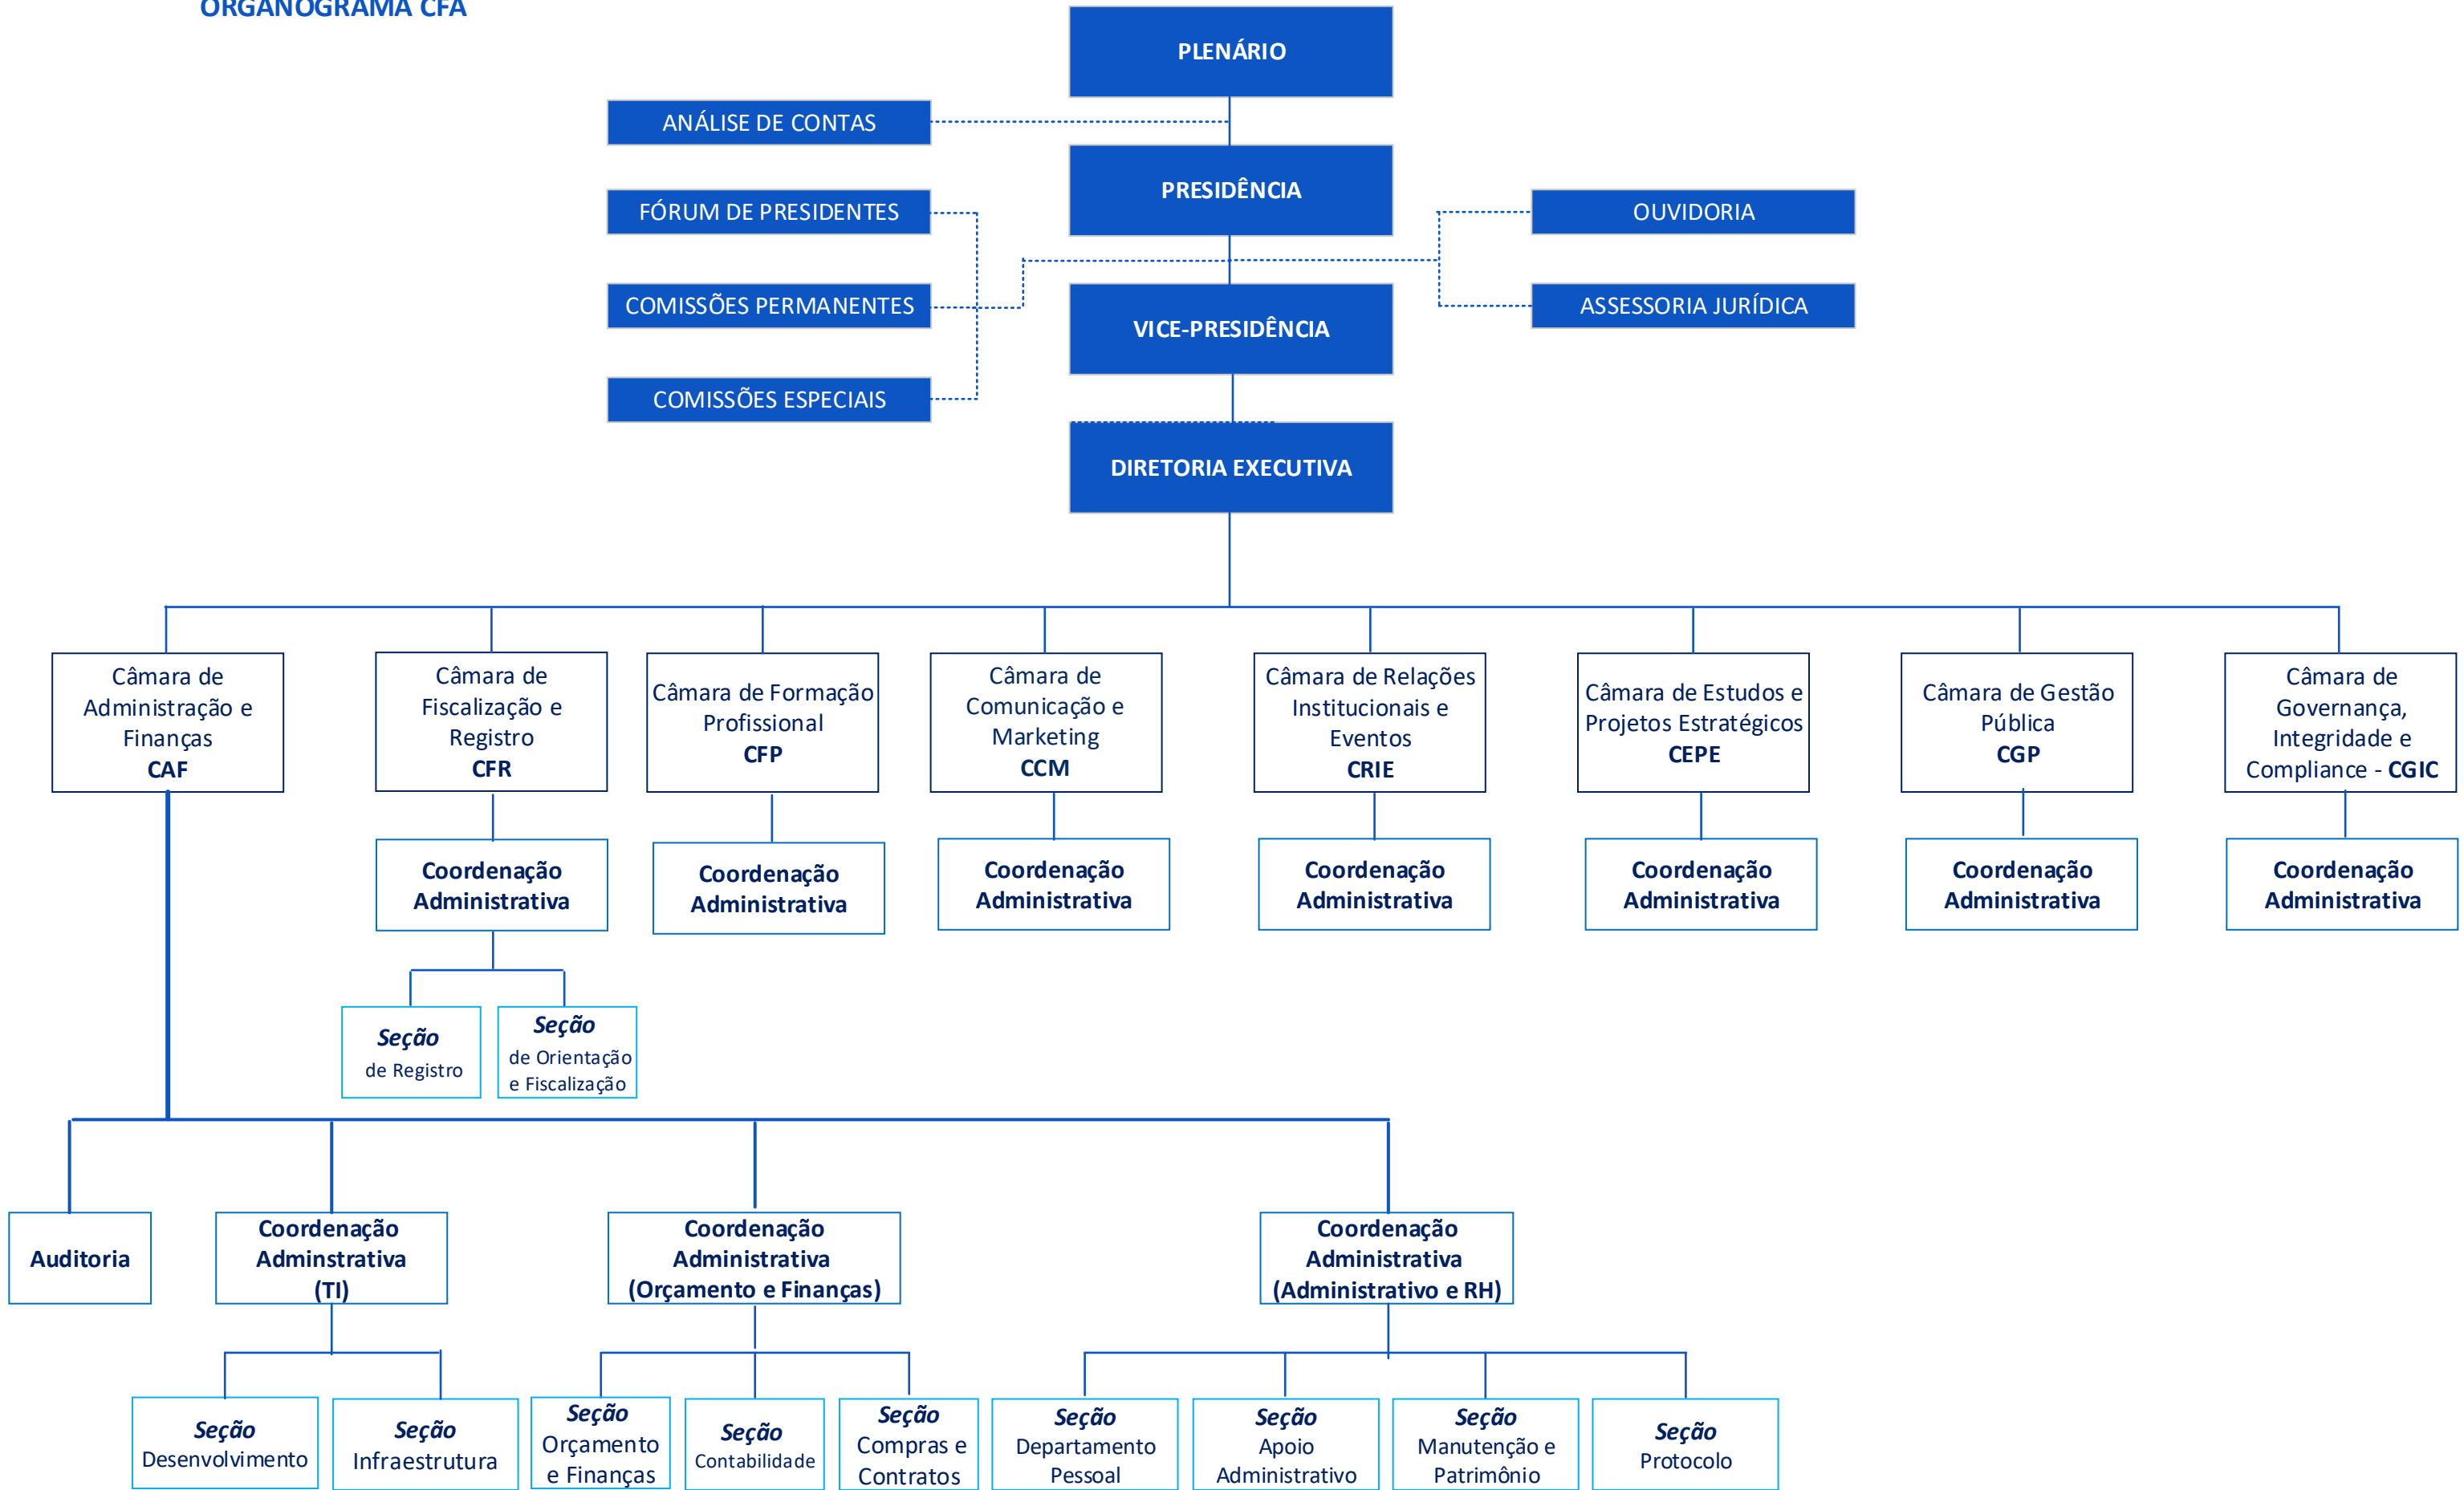 ORGANOGRAMA CFA
PLENÁRIO
ANÁLISE DE CONTAS
PRESIDÊNCIA
FÓRUM DE PRESIDENTES
OUVIDORIA
COMISSÕES PERMANENTES
ASSESSORIA JURÍDICA
VICE-PRESIDÊNCIA
COMISSÕES ESPECIAIS
DIRETORIA EXECUTIVA
Câmara de
Administração e
Finanças
CAF
Câmara de
Fiscalização e
Registro
CFR
Câmara de Formação
Profissional
CFP
Câmara de
Comunicação e
Marketing
CCM
Câmara de Relações
Institucionais e
Eventos
CRIE
Câmara de Estudos e
Projetos Estratégicos
CEPE
Câmara de Gestão
Pública
CGP
Câmara de
Governança,
Integridade e
Compliance - CGIC
Coordenação
Administrativa
Coordenação
Administrativa
Coordenação
Administrativa
Coordenação
Administrativa
Coordenação
Administrativa
Coordenação
Administrativa
Coordenação
Administrativa
Seção
de Registro
Seção
de Orientação
e Fiscalização
Auditoria
Coordenação
Adminstrativa
(TI)
Coordenação
Administrativa
(Orçamento e Finanças)
Coordenação
Administrativa
(Administrativo e RH)
Seção
Desenvolvimento
Seção
Infraestrutura
Seção
Orçamento
e Finanças
Seção
Contabilidade
Seção
Compras e
Contratos
Seção
Departamento
Pessoal
Seção
Apoio
Administrativo
Seção
Manutenção e
Patrimônio
Seção
Protocolo